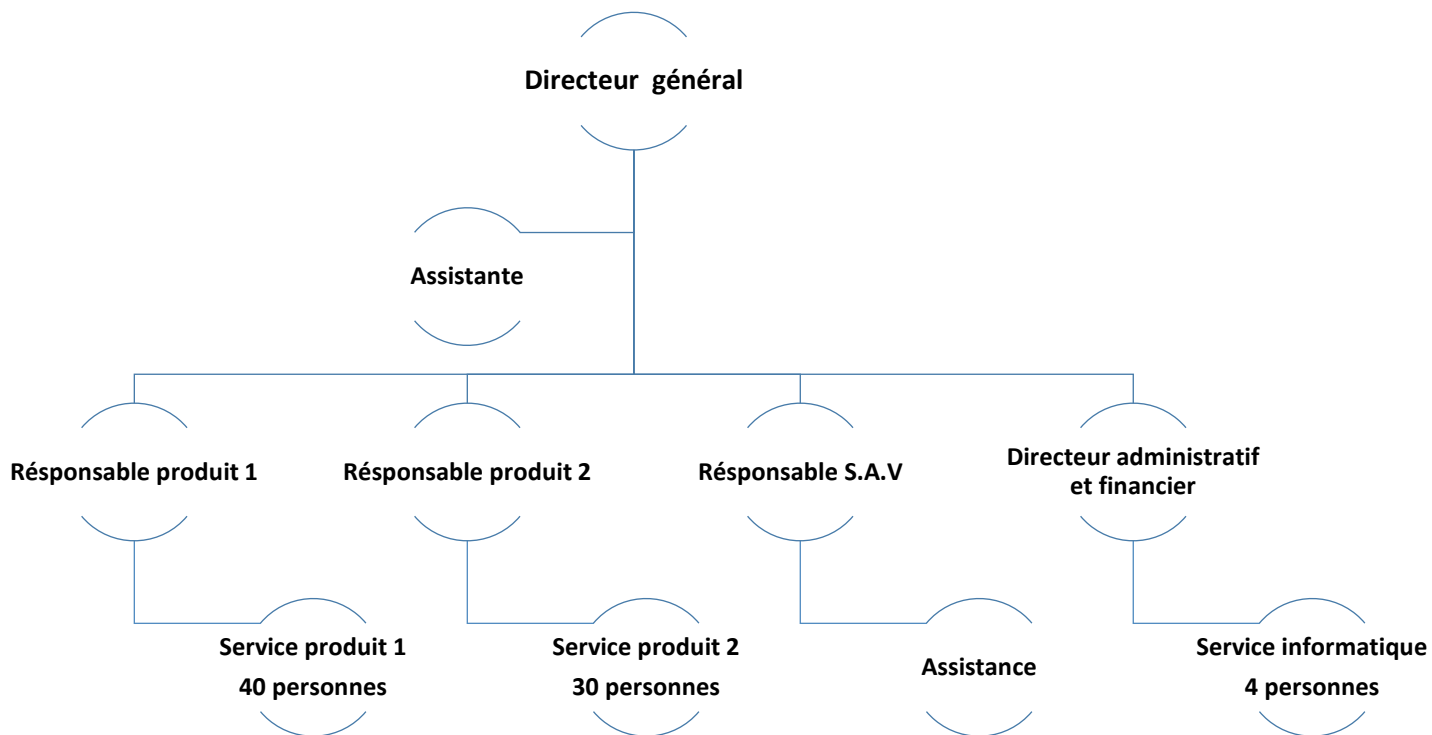 Directeur général
Assistante
Résponsable produit 1
Résponsable produit 2
Résponsable S.A.V
Directeur administratif
et financier
Service produit 1
40 personnes
Service produit 2
30 personnes
Assistance
Service informatique
4 personnes